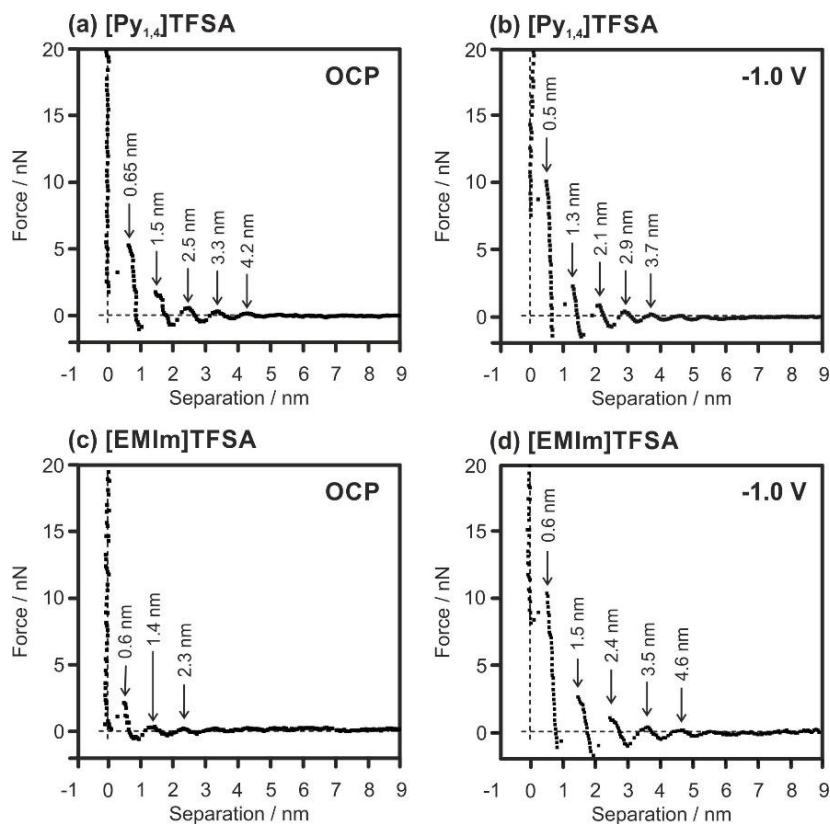 (a) [Py1,4]TFSA
OCP
Force / nN
20
15
10
5
0
0.65 nm
1.5 nm
2.5 nm
3.3 nm
4.2 nm
-1 0 1 2 3 4 5 6 7 8 9
Separation / nm
(b) [Py1,4]TFSA
-1.0 V
Force / nN
20
15
10
5
0
0.5 nm
1.3 nm
2.1 nm
2.9 nm
3.7 nm
-1 0 1 2 3 4 5 6 7 8 9
Separation / nm
(c) [EMIm]TFSA
OCP
Force / nN
20
15
10
5
0
0.6 nm
1.4 nm
2.3 nm
-1 0 1 2 3 4 5 6 7 8 9
Separation / nm
(d) [EMIm]TFSA
-1.0 V
Force / nN
20
15
10
5
0
0.6 nm
1.5 nm
2.4 nm
3.5 nm
4.6 nm
-1 0 1 2 3 4 5 6 7 8 9
Separation / nm